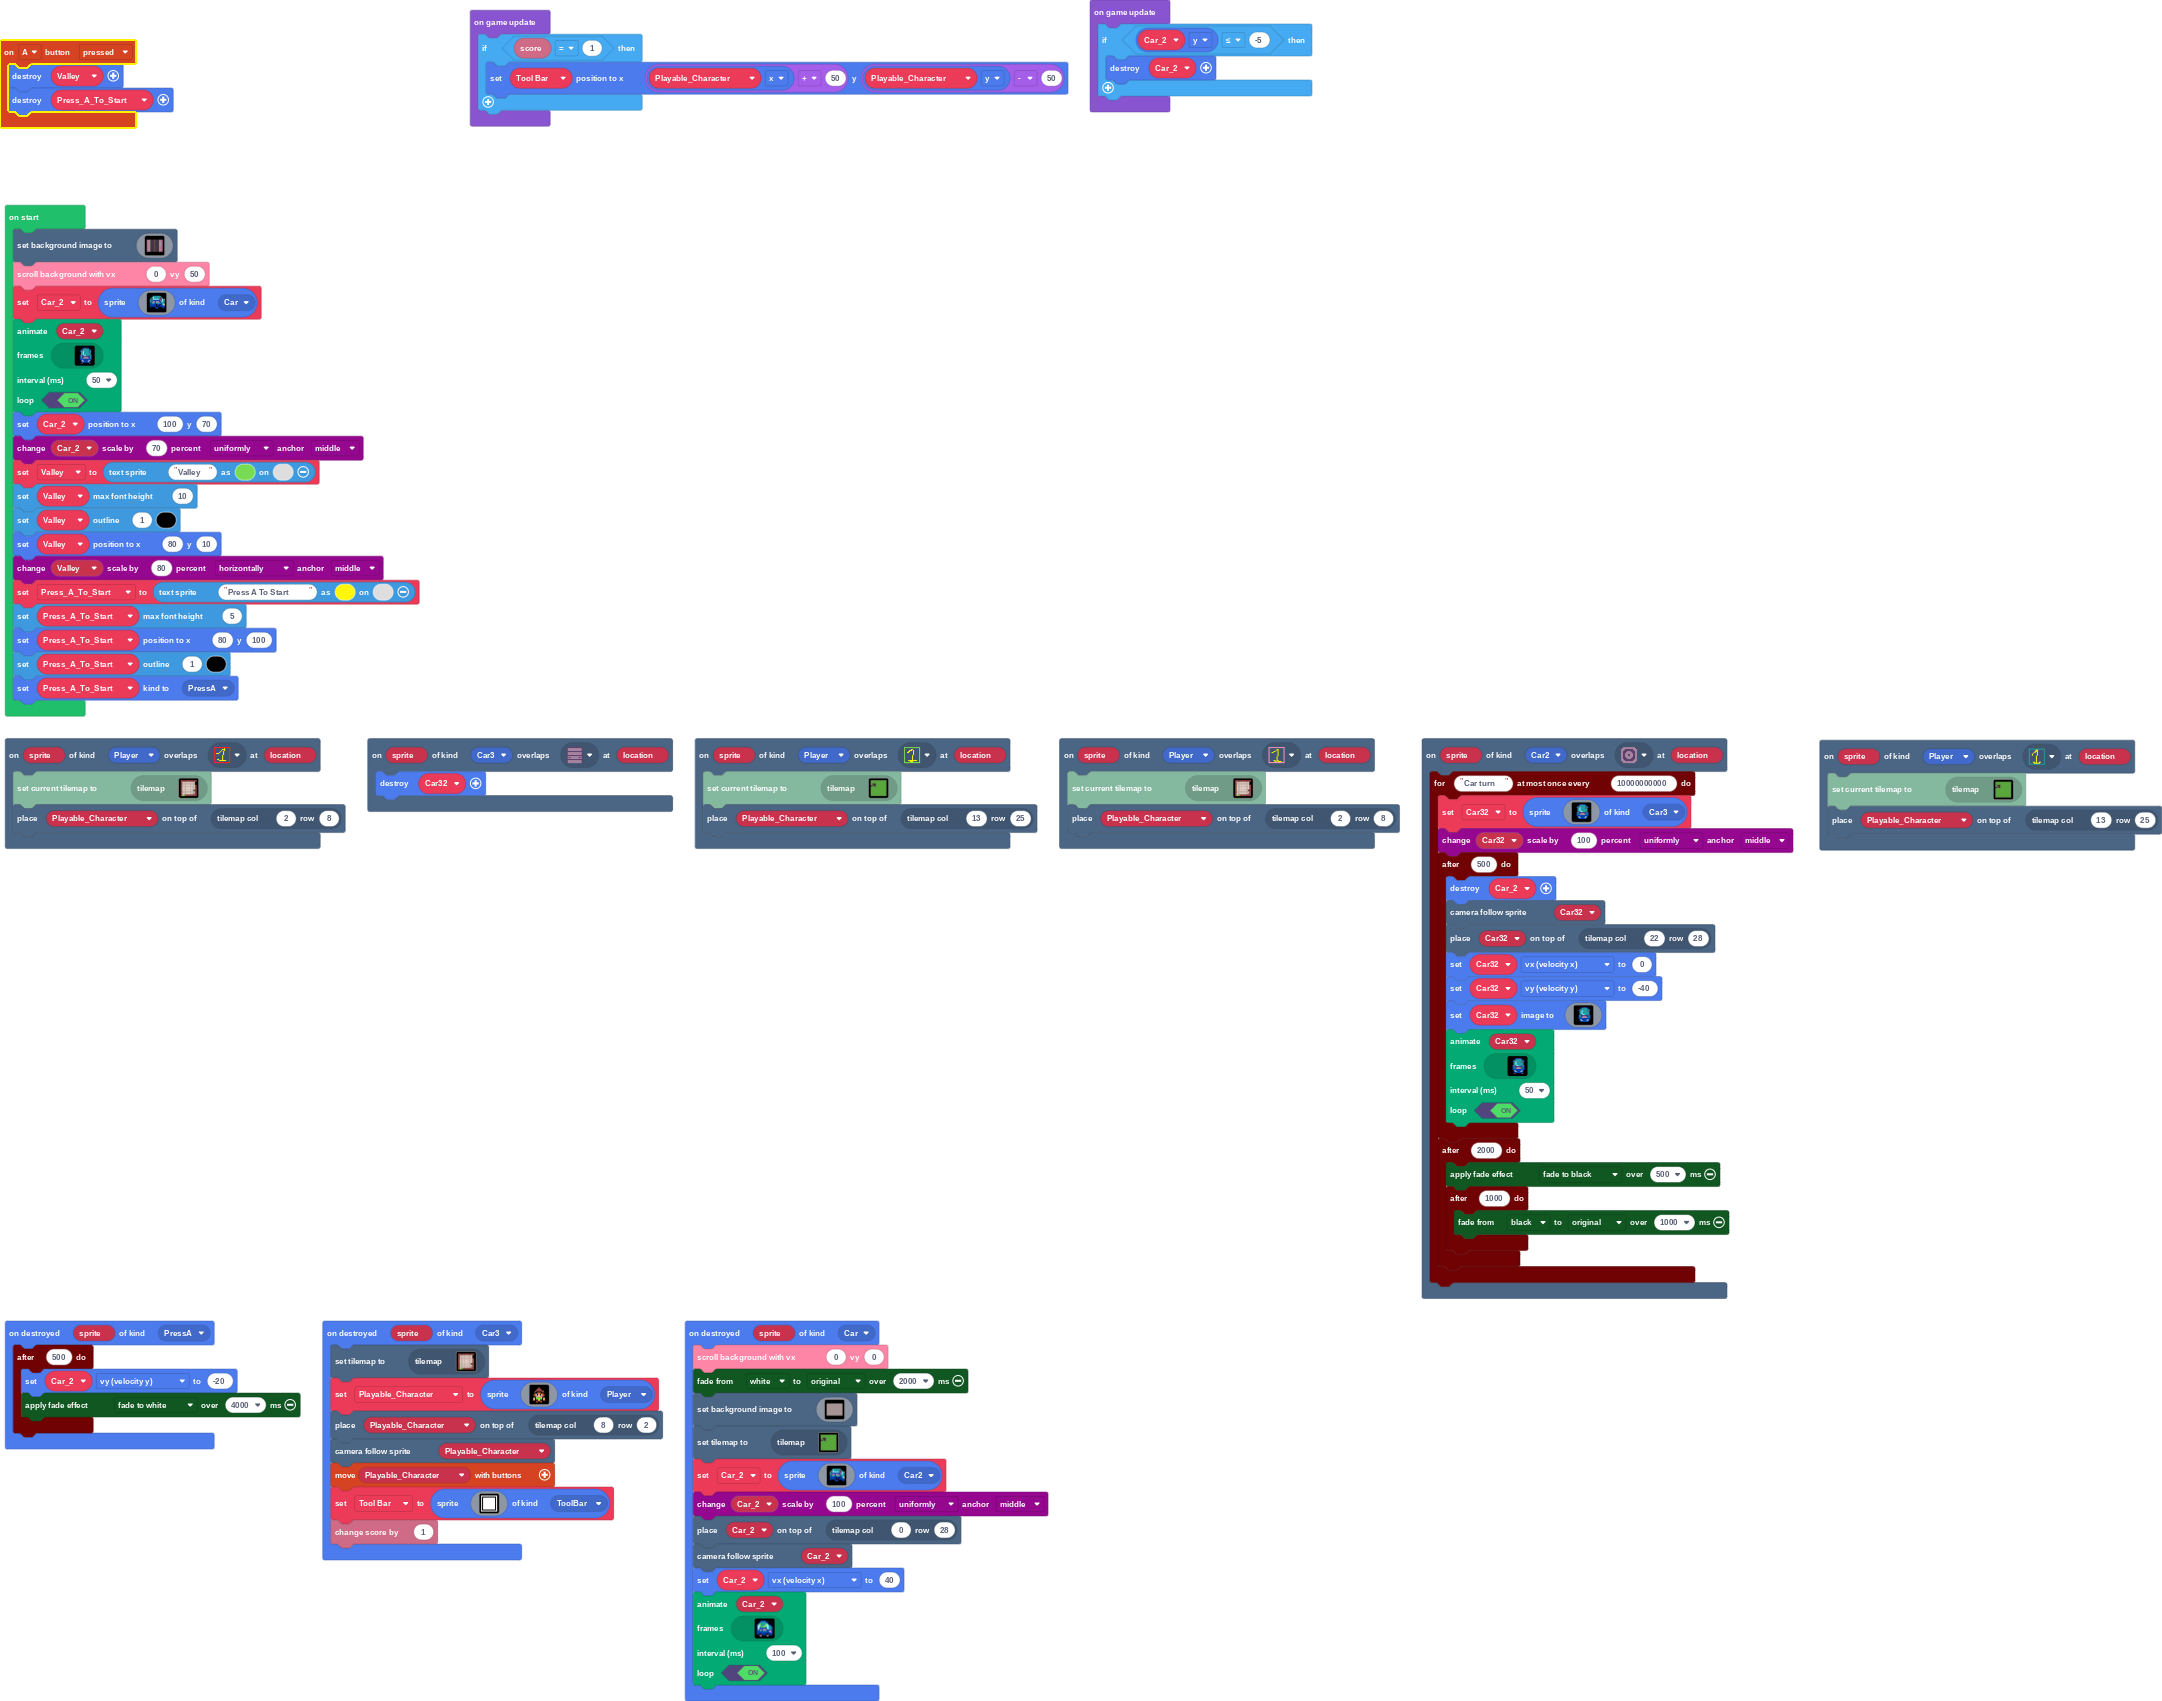 on A button pressed
destroy Valley
destroy Press_A_To_Start
on game update
if score = 1 then
set Tool Bar position to x Playable_Character x + 50 y Playable_Character y - 50
on game update
if Car_2 y ≤ -5 then
destroy Car_2
on start
set background image to
scroll background with vx 0 vy 50
set Car_2 to sprite of kind Car
animate Car_2
frames
interval (ms) 50
loop ON
set Car_2 position to x 100 y 70
change Car_2 scale by 70 percent uniformly anchor middle
set Valley to text sprite "Valley" as on
set Valley max font height 10
set Valley outline 1
set Valley position to x 80 y 10
change Valley scale by 80 percent horizontally anchor middle
set Press_A_To_Start to text sprite "Press A To Start" as on
set Press_A_To_Start max font height 5
set Press_A_To_Start position to x 80 y 100
set Press_A_To_Start outline 1
set Press_A_To_Start kind to PressA
on sprite of kind Player overlaps 1 at location
set current tilemap to tilemap
place Playable_Character on top of tilemap col 2 row 8
on sprite of kind Car3 overlaps at location
destroy Car32
on sprite of kind Player overlaps 2 at location
set current tilemap to tilemap
place Playable_Character on top of tilemap col 13 row 25
on sprite of kind Player overlaps 1 at location
set current tilemap to tilemap
place Playable_Character on top of tilemap col 2 row 8
on sprite of kind Car2 overlaps at location
for "Car turn" at most once every 10000000000 do
set Car32 to sprite of kind Car3
change Car32 scale by 100 percent uniformly anchor middle
after 500 do
destroy Car_2
camera follow sprite Car32
place Car32 on top of tilemap col 22 row 28
set Car32 vx (velocity x) to 0
set Car32 vy (velocity y) to -40
set Car32 image to
animate Car32
frames
interval (ms) 50
loop ON
after 2000 do
apply fade effect fade to black over 500 ms
after 1000 do
fade from black to original over 1000 ms
on sprite of kind Player overlaps 1 at location
set current tilemap to tilemap
place Playable_Character on top of tilemap col 13 row 25
on destroyed sprite of kind PressA
after 500 do
set Car_2 vy (velocity y) to -20
apply fade effect fade to white over 4000 ms
on destroyed sprite of kind Car3
set tilemap to tilemap
set Playable_Character to sprite of kind Player
place Playable_Character on top of tilemap col 8 row 2
camera follow sprite Playable_Character
move Playable_Character with buttons
set Tool Bar to sprite of kind ToolBar
change score by 1
on destroyed sprite of kind Car
scroll background with vx 0 vy 0
fade from white to original over 2000 ms
set background image to
set tilemap to tilemap
set Car_2 to sprite of kind Car2
change Car_2 scale by 100 percent uniformly anchor middle
place Car_2 on top of tilemap col 0 row 28
camera follow sprite Car_2
set Car_2 vx (velocity x) to 40
animate Car_2
frames
interval (ms) 100
loop ON